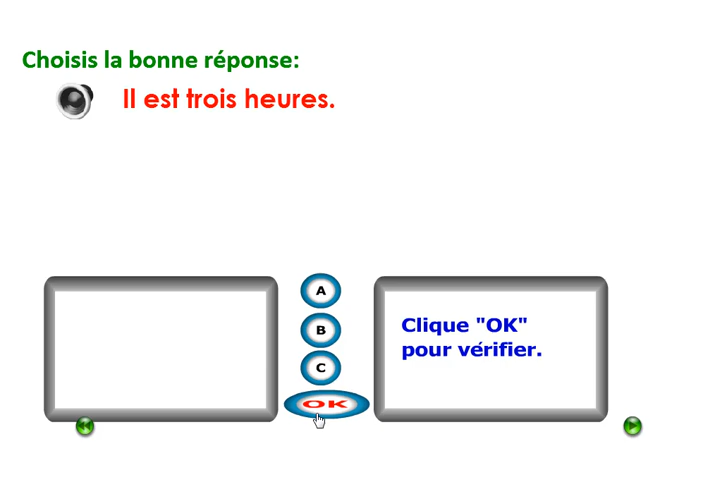 Choisis la bonne réponse:
Il est trois heures.
A
B
C
OK
Clique "OK"
pour vérifier.